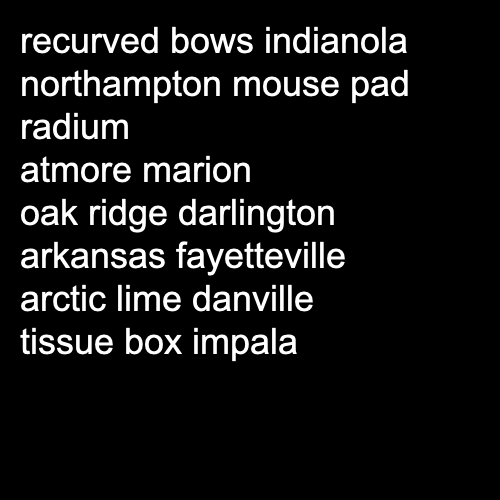 recurved bows indianola
northampton mouse pad
radium
atmore marion
oak ridge darlington
arkansas fayetteville
arctic lime danville
tissue box impala